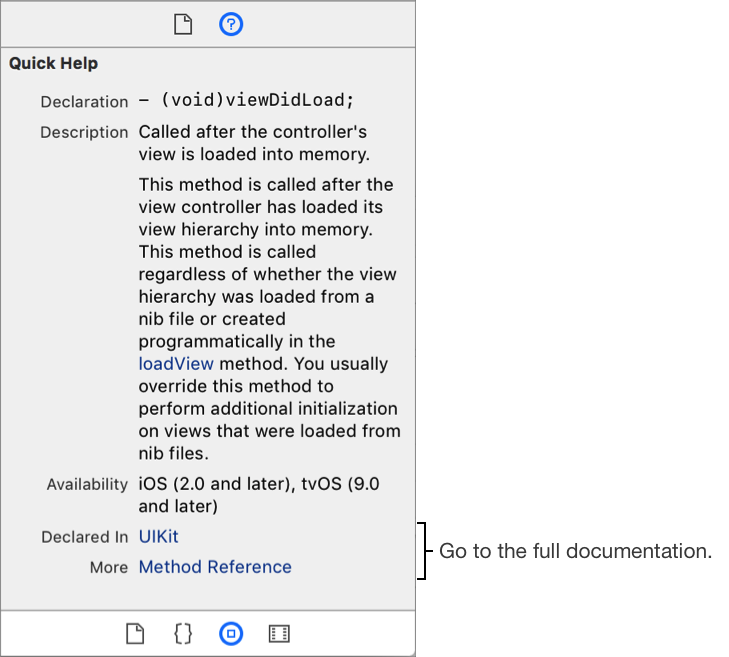 Quick Help
Declaration – (void)viewDidLoad;
Description Called after the controller's
view is loaded into memory.
This method is called after the
view controller has loaded its
view hierarchy into memory.
This method is called
regardless of whether the view
hierarchy was loaded from a
nib file or created
programmatically in the
loadView method. You usually
override this method to
perform additional initialization
on views that were loaded from
nib files.
Availability iOS (2.0 and later), tvOS (9.0
and later)
Declared In UIKit
More Method Reference
Go to the full documentation.